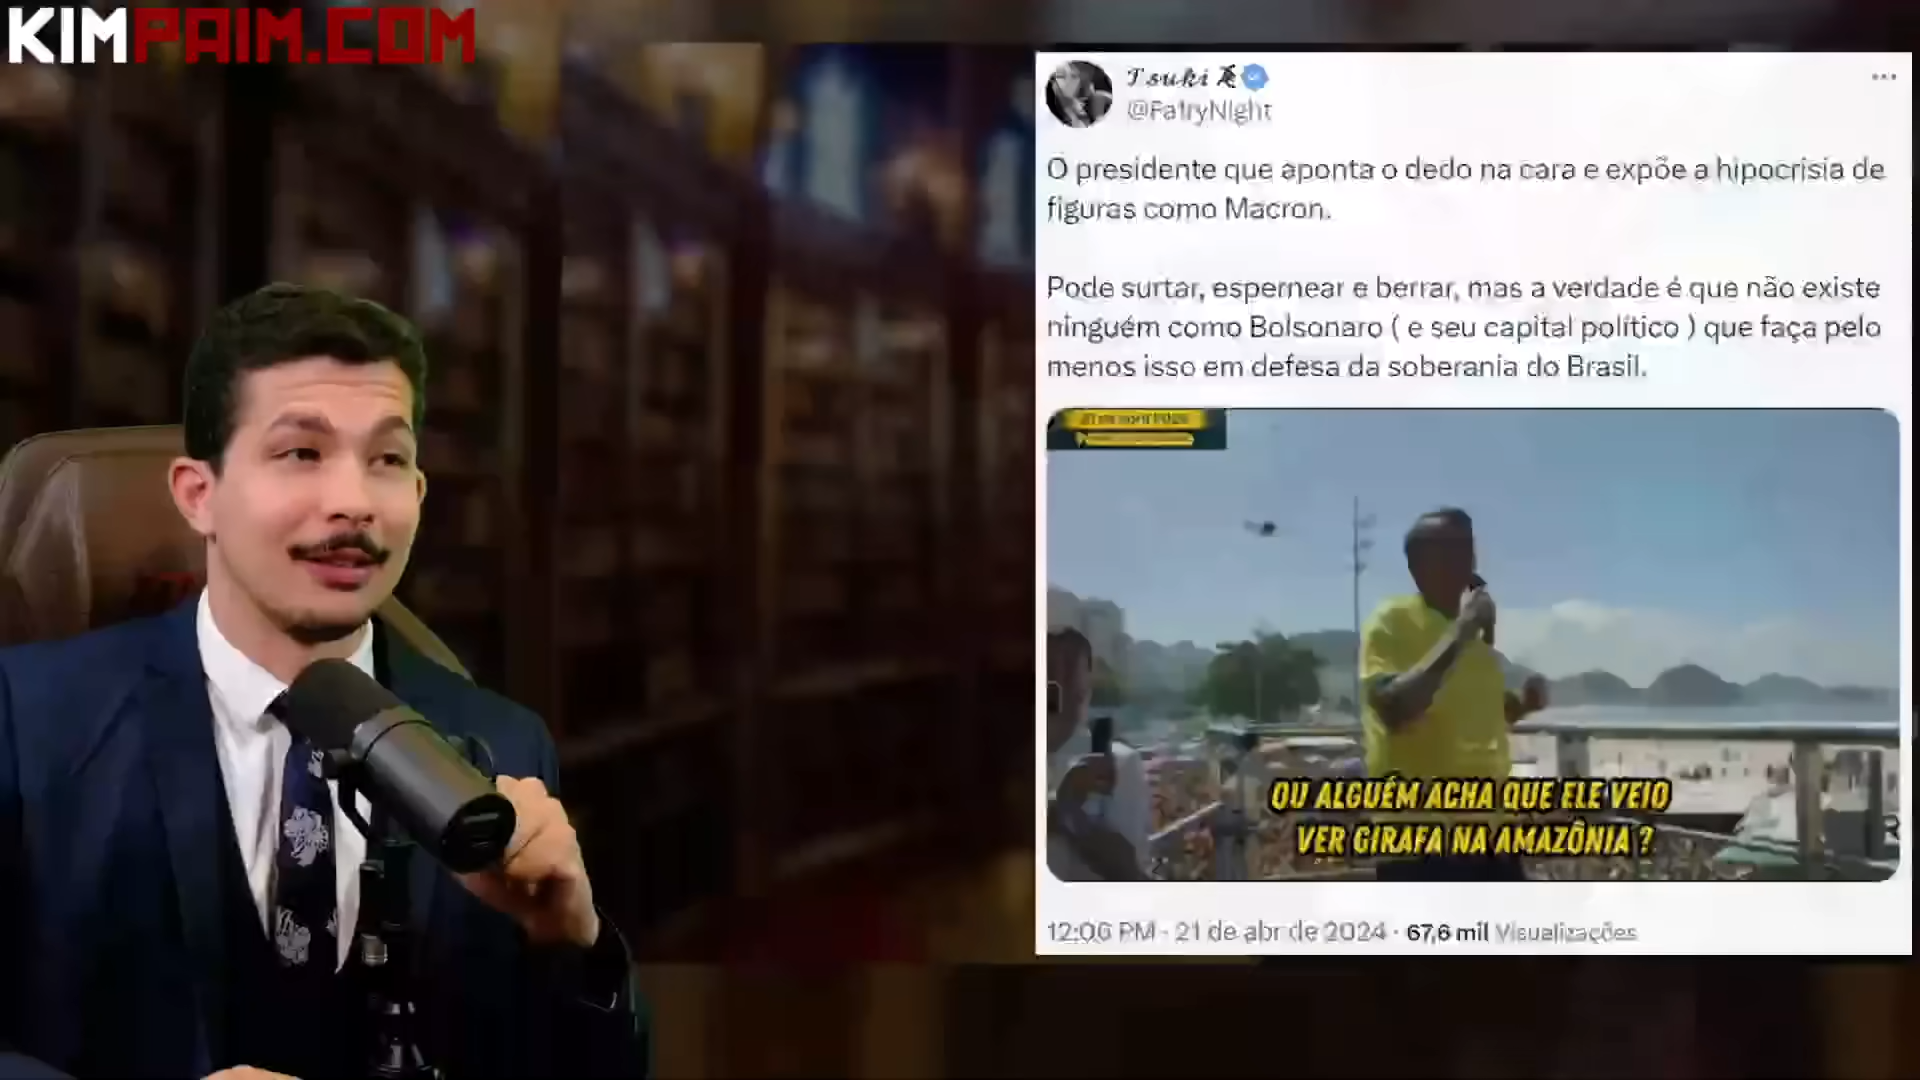 KIMPAIM.COM
Tsuki
@Fa1ryNight
O presidente que aponta o dedo na cara e expõe a hipocrisia de
figuras como Macron.
Pode surtar, espernear e berrar, mas a verdade é que não existe
ninguém como Bolsonaro ( e seu capital político ) que faça pelo
menos isso em defesa da soberania do Brasil.
OU ALGUÉM ACHA QUE ELE VEIO
VER GIRAFA NA AMAZÔNIA ?
12:06 PM · 21 de abr de 2024 · 67,6 mil Visualizações